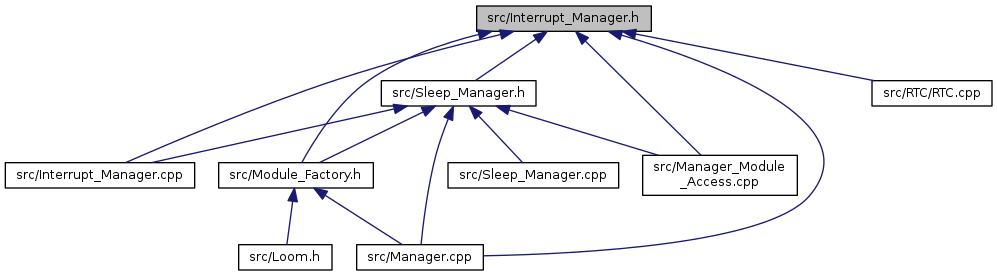 src/Interrupt_Manager.h
src/Sleep_Manager.h
src/RTC/RTC.cpp
src/Interrupt_Manager.cpp
src/Module_Factory.h
src/Sleep_Manager.cpp
src/Manager_Module
_Access.cpp
src/Loom.h
src/Manager.cpp